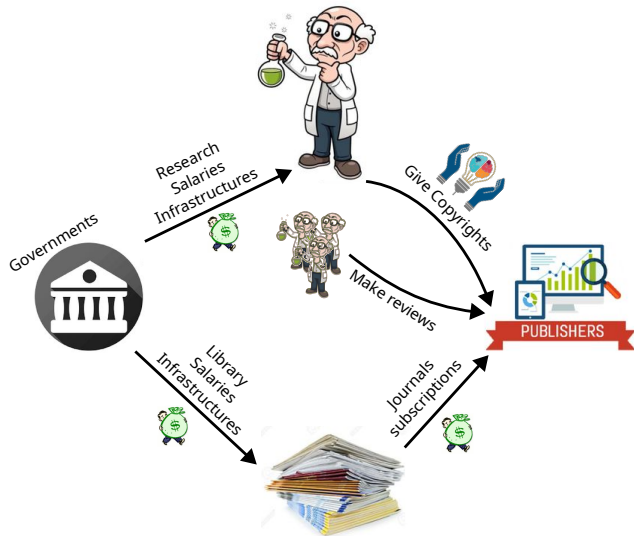 Research
Salaries
Infrastructures
Give Copyrights
Governments
Make reviews
PUBLISHERS
Library
Salaries
Infrastructures
Journals
subscriptions
$
$
$